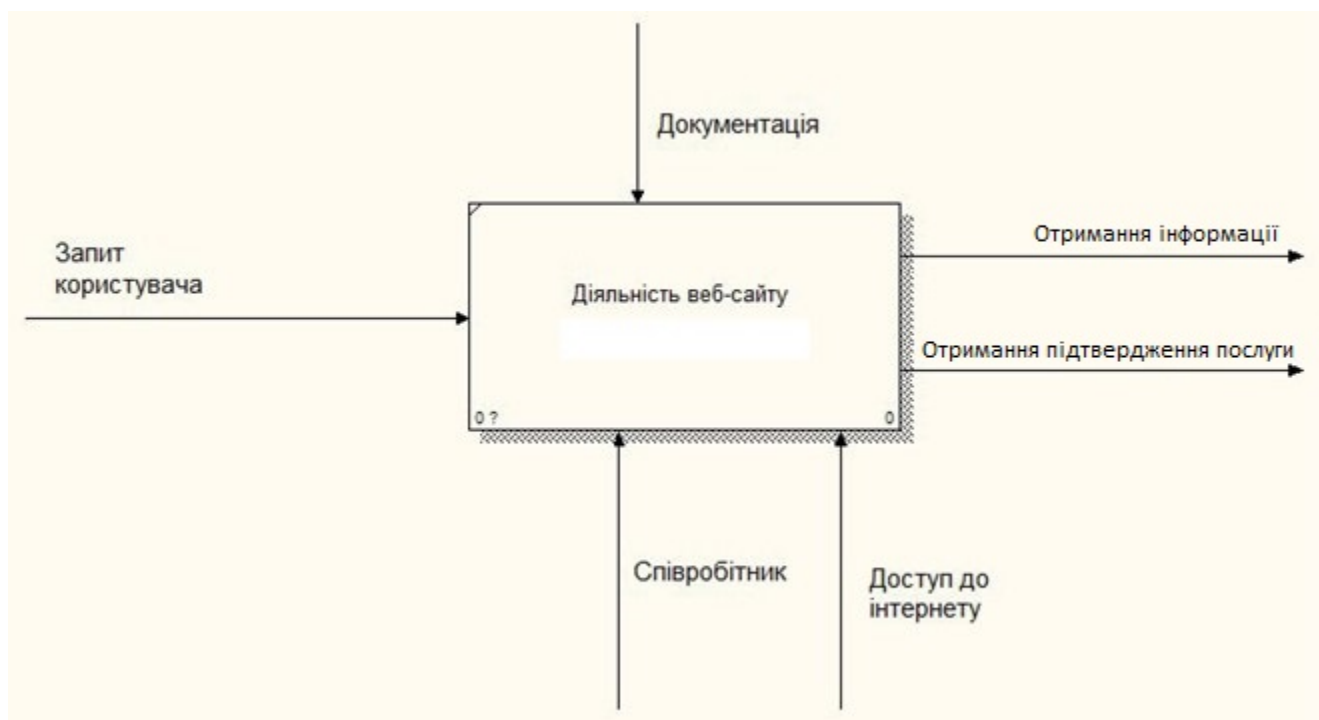 Документація
Запит
користувача
Отримання інформації
Діяльність веб-сайту
Отримання підтвердження послуги
0 ?
0
Співробітник
Доступ до
інтернету